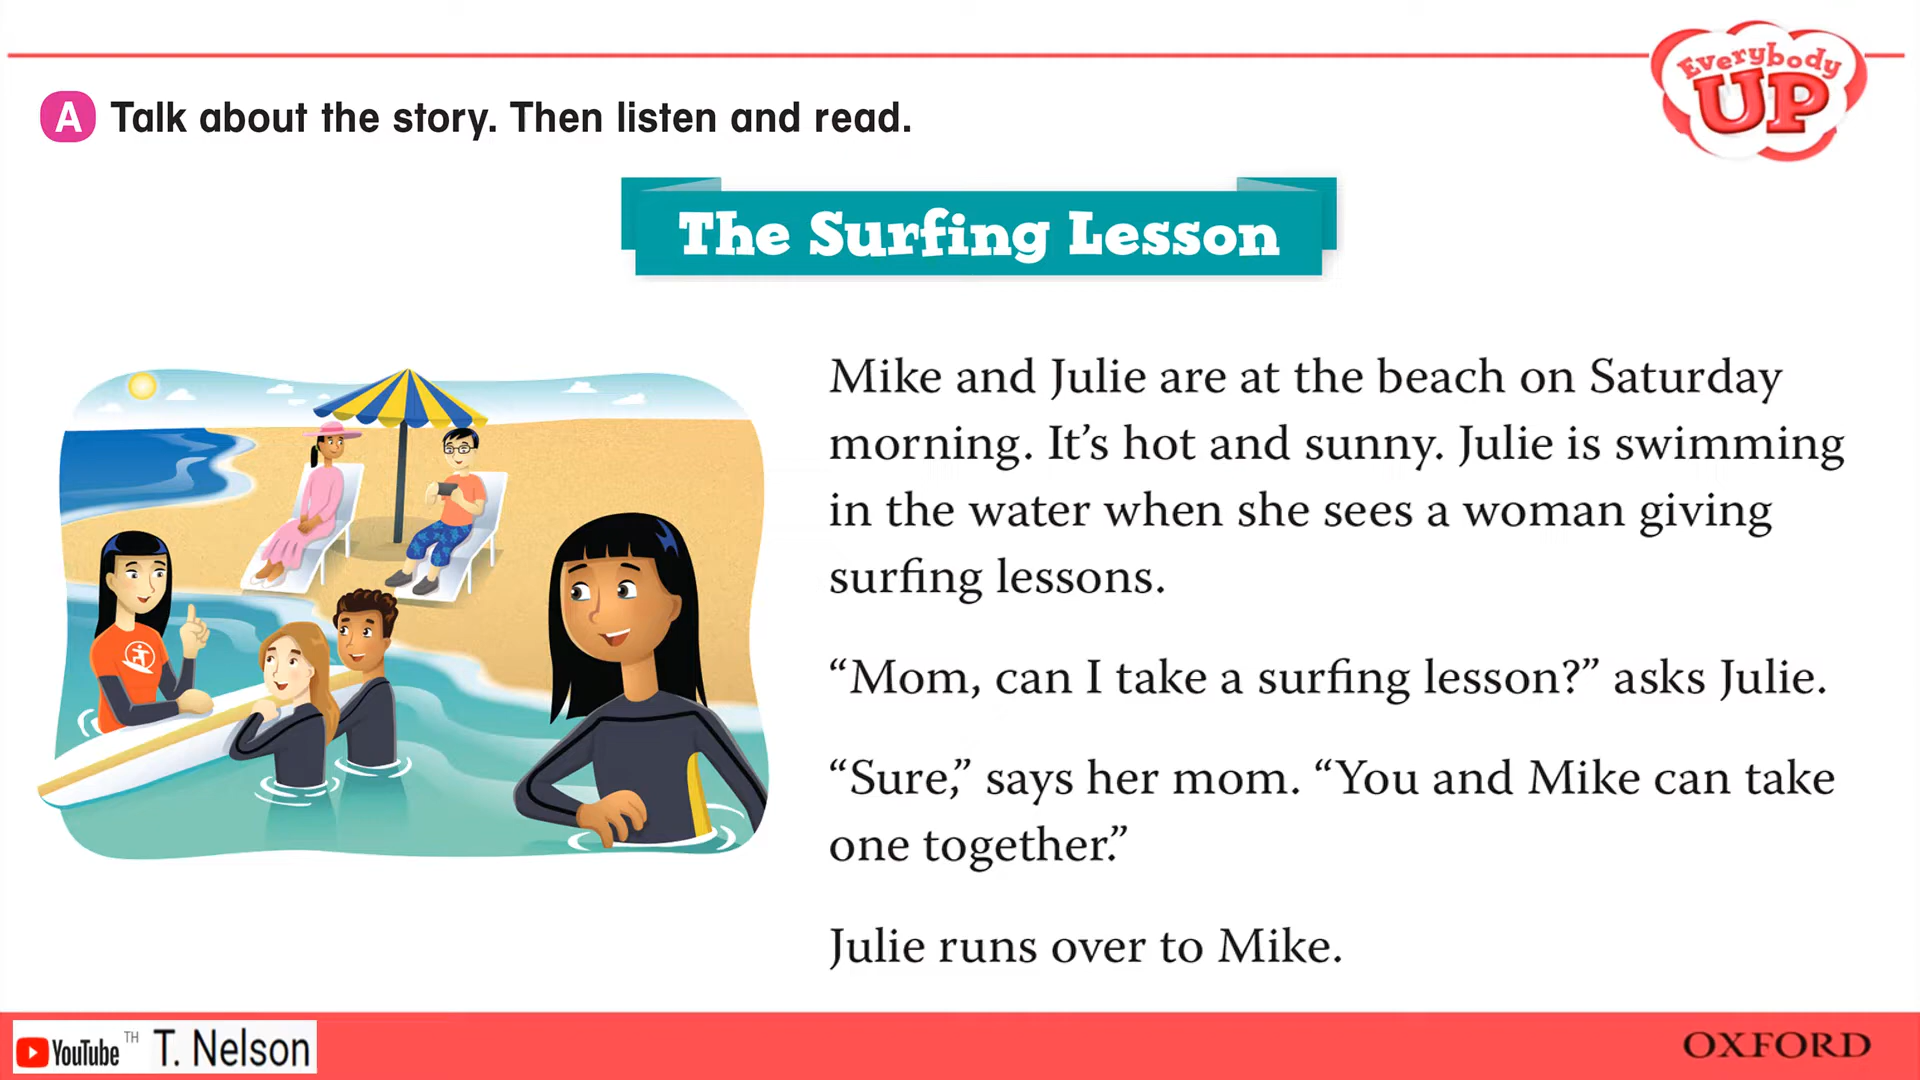 Everybody
UP
A Talk about the story. Then listen and read.
The Surfing Lesson
Mike and Julie are at the beach on Saturday
morning. It’s hot and sunny. Julie is swimming
in the water when she sees a woman giving
surfing lessons.
“Mom, can I take a surfing lesson?” asks Julie.
“Sure,” says her mom. “You and Mike can take
one together.”
Julie runs over to Mike.
YouTube TH T. Nelson
OXFORD